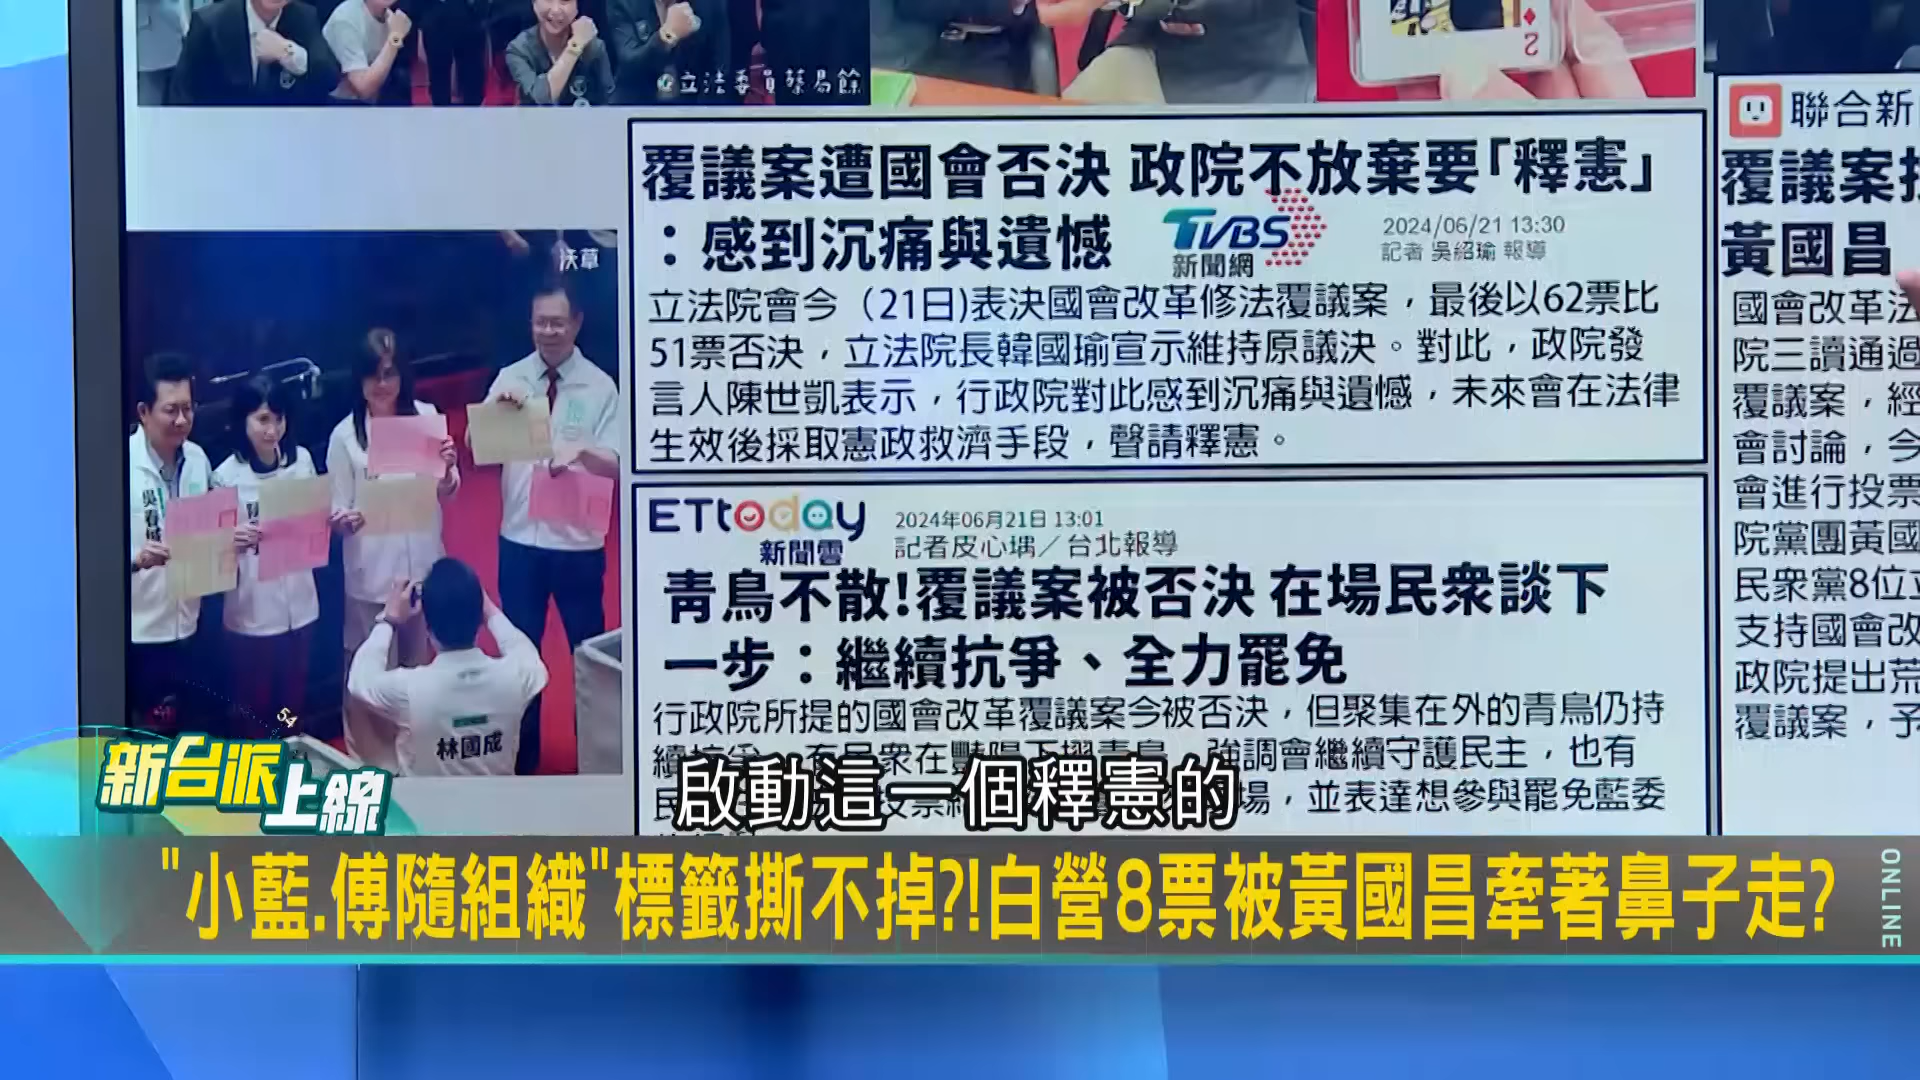 立法委員蔡易餘
2
沃草
吳春城
林國成
覆議案遭國會否決 政院不放棄要「釋憲」
：感到沉痛與遺憾
TVBS
新聞網
2024/06/21 13:30
記者 吳紹瑜 報導
立法院會今（21日)表決國會改革修法覆議案，最後以62票比
51票否決，立法院長韓國瑜宣示維持原議決。對此，政院發
言人陳世凱表示，行政院對此感到沉痛與遺憾，未來會在法律
生效後採取憲政救濟手段，聲請釋憲。
ETtoday
新聞雲
2024年06月21日 13:01
記者皮心瑀／台北報導
青鳥不散!覆議案被否決 在場民眾談下
一步：繼續抗爭、全力罷免
行政院所提的國會改革覆議案今被否決，但聚集在外的青鳥仍持
強調會繼續守護民主，也有
場，並表達想參與罷免藍委
聯合新
覆議案
黃國昌
國會改革法
院三讀通過
覆議案，經
會討論，今
會進行投票
院黨團黃國
民眾黨8位立
支持國會改
政院提出荒
覆議案，予
啟動這一個釋憲的
新台派上線
"小藍.傅隨組織"標籤撕不掉?!白營8票被黃國昌牽著鼻子走?
ONLINE